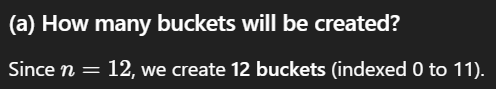 (a) How many buckets will be created?
Since n = 12, we create 12 buckets (indexed 0 to 11).